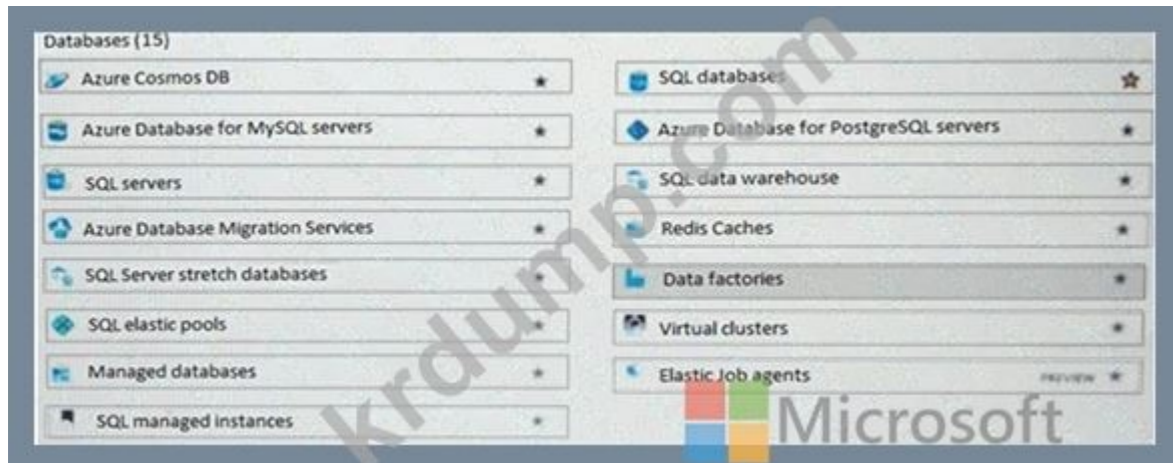 Databases (15)
Azure Cosmos DB
SQL databases
Azure Database for MySQL servers
Azure Database for PostgreSQL servers
SQL servers
SQL data warehouse
Azure Database Migration Services
Redis Caches
SQL Server stretch databases
Data factories
SQL elastic pools
Virtual clusters
Managed databases
Elastic Job agents PREVIEW
SQL managed instances
Microsoft
krdump.com